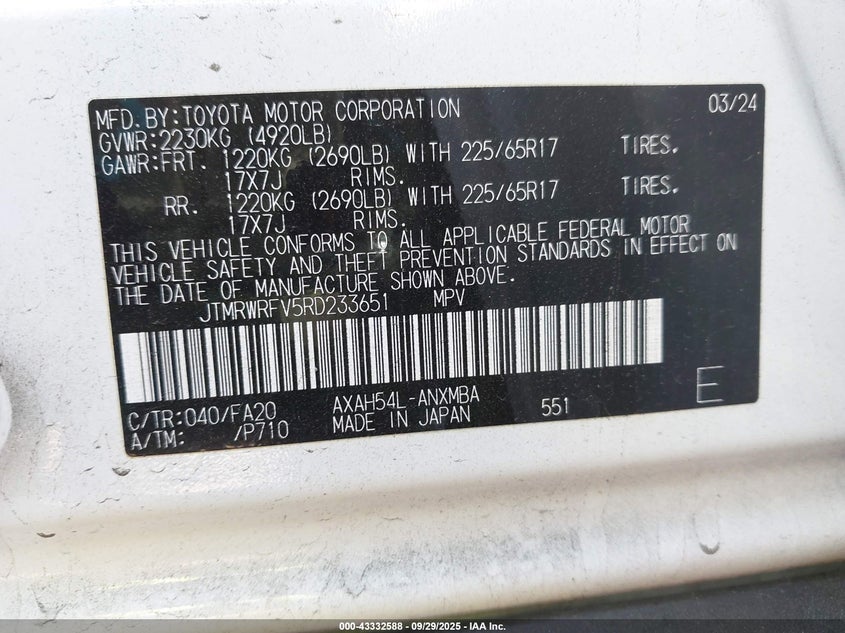 MFD. BY: TOYOTA MOTOR CORPORATION 03/24
GVWR: 2230KG (4920LB)
GAWR: FRT. 1220KG (2690LB) WITH 225/65R17 TIRES.
17X7J RIMS.
RR. 1220KG (2690LB) WITH 225/65R17 TIRES.
17X7J RIMS.
THIS VEHICLE CONFORMS TO ALL APPLICABLE FEDERAL MOTOR
VEHICLE SAFETY AND THEFT PREVENTION STANDARDS IN EFFECT ON
THE DATE OF MANUFACTURE SHOWN ABOVE.
JTMRWRFV5RD233651 MPV
C/TR: 040/FA20 AXAH54L-ANXMBA 551 E
A/TM: /P710 MADE IN JAPAN
000-43332588 - 09/29/2025 - IAA Inc.